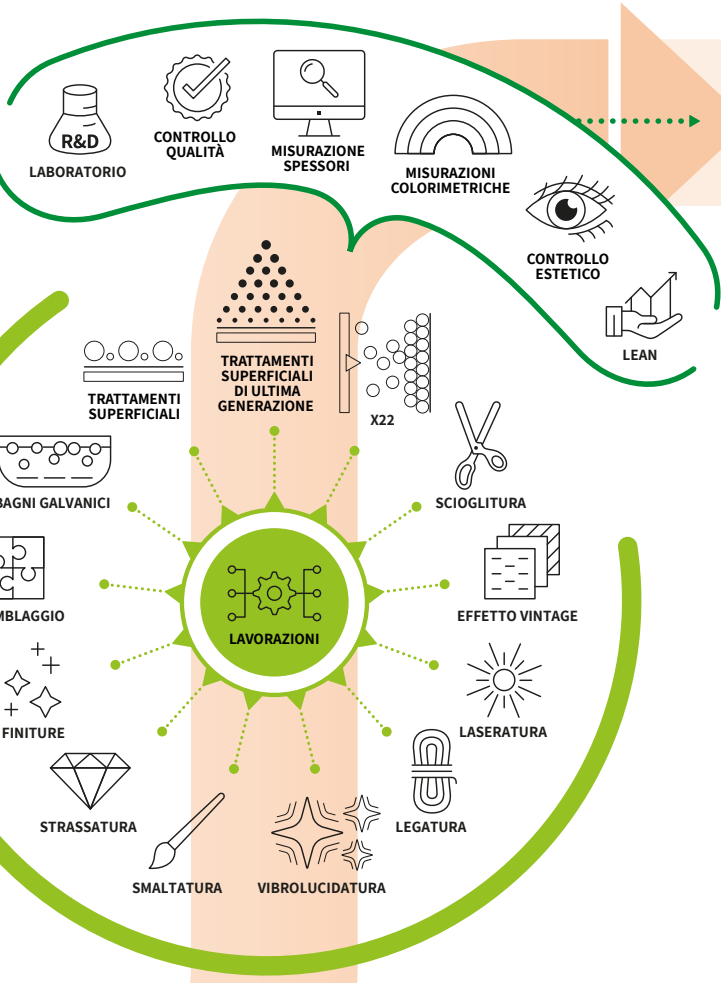 R&D
LABORATORIO
CONTROLLO
QUALITÀ
MISURAZIONE
SPESSORI
MISURAZIONI
COLORIMETRICHE
CONTROLLO
ESTETICO
LEAN
TRATTAMENTI
SUPERFICIALI
TRATTAMENTI
SUPERFICIALI
DI ULTIMA
GENERAZIONE
X22
BAGNI GALVANICI
SCIOGLITURA
MBLAGGIO
EFFETTO VINTAGE
LAVORAZIONI
FINITURE
LASERATURA
STRASSATURA
LEGATURA
SMALTATURA
VIBROLUCIDATURA